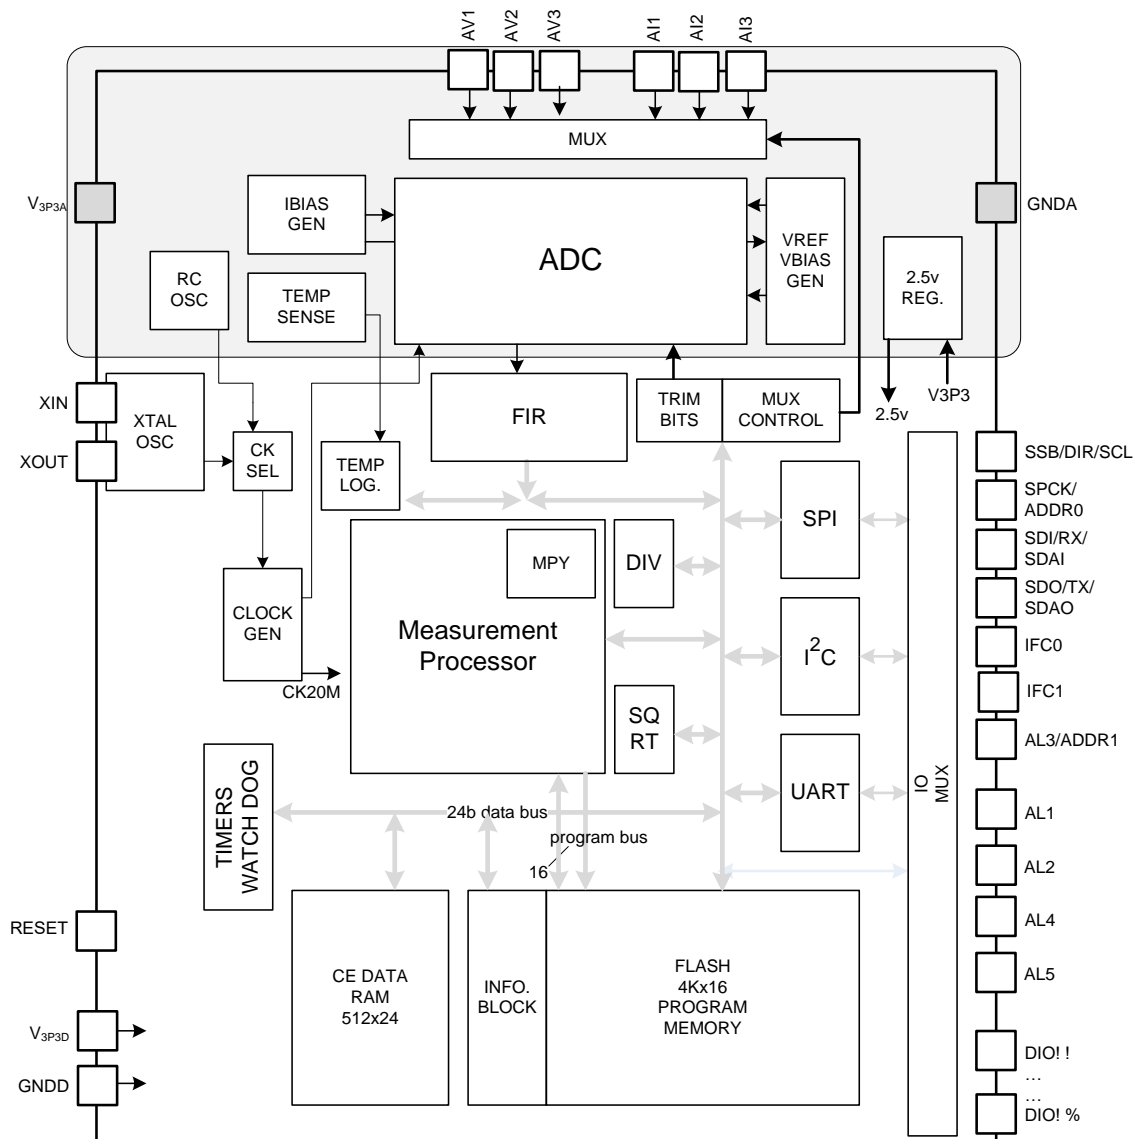 AV1
AV2
AV3
AI1
AI2
AI3
MUX
V3P3A
GNDA
IBIAS
GEN
ADC
VREF
VBIAS
GEN
RC
OSC
TEMP
SENSE
2.5v
REG.
XIN
XOUT
XTAL
OSC
CK
SEL
TEMP
LOG.
FIR
TRIM
BITS
MUX
CONTROL
2.5v
V3P3
SSB/DIR/SCL
SPCK/
ADDR0
SDI/RX/
SDAI
SDO/TX/
SDAO
IFC0
IFC1
AL3/ADDR1
AL1
AL2
AL4
AL5
DIO! !
...
...
DIO! %
SPI
MPY
DIV
CLOCK
GEN
CK20M
Measurement
Processor
I2C
SQ
RT
UART
IO
MUX
TIMERS
WATCH DOG
24b data bus
program bus
16
RESET
V3P3D
GNDD
CE DATA
RAM
512x24
INFO.
BLOCK
FLASH
4Kx16
PROGRAM
MEMORY